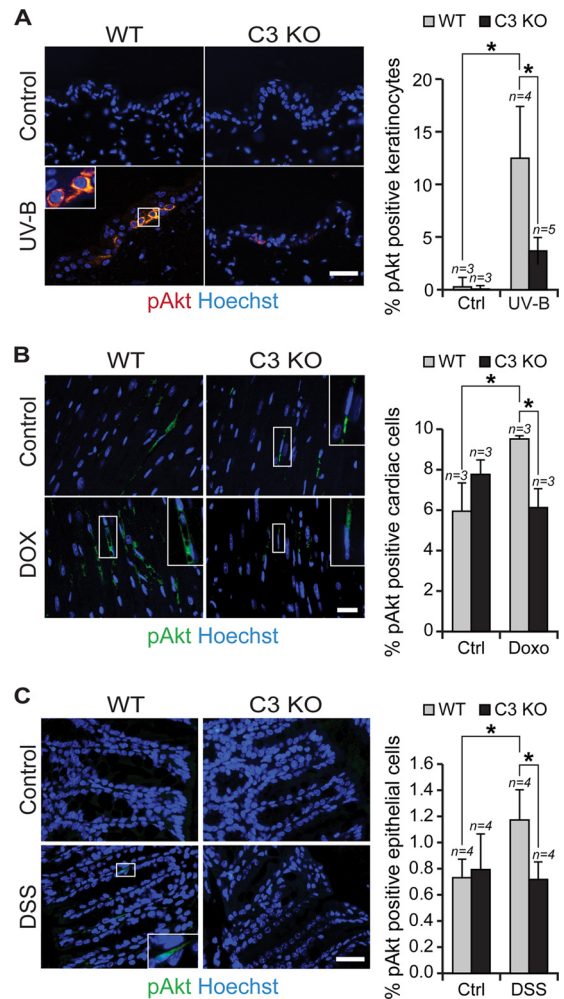 A
WT
C3 KO
Control
UV-B
pAkt Hoechst
WT C3 KO
% pAkt positive keratinocytes
20
15
10
5
0
*
*
n=4
n=5
n=3
n=3
Ctrl
UV-B
B
WT
C3 KO
Control
DOX
pAkt Hoechst
WT C3 KO
% pAkt positive cardiac cells
10
8
6
4
2
0
*
*
n=3
n=3
n=3
n=3
Ctrl
Doxo
C
WT
C3 KO
Control
DSS
pAkt Hoechst
WT C3 KO
% pAkt positive epithelial cells
1.6
1.4
1.2
1.0
0.8
0.6
0.4
0.2
0.0
*
*
n=4
n=4
n=4
n=4
Ctrl
DSS